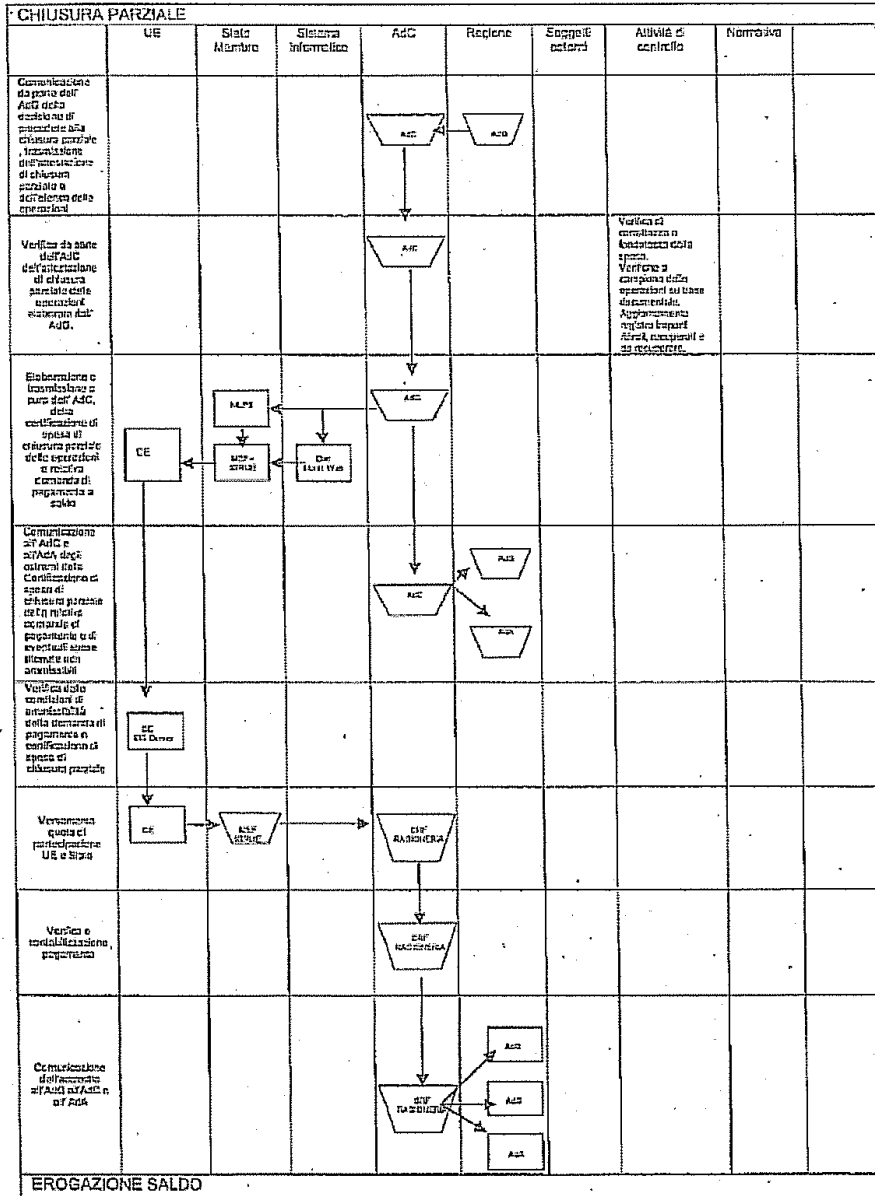 CHIUSURA PARZIALE
UE
Stato
Membro
Sistema
Informatico
AdC
Regione
Soggetti
esterni
Attività di
controllo
Normativa
Comunicazione
da parte dell'
AdG della
decisione di
procedere alla
chiusura parziale
, trasmissione
dell'attestazione
di chiusura
parziale e
dell'elenco delle
operazioni
AdC
AdG
Verifica da parte
dell'AdC
dell'attestazione
di chiusura
parziale delle
operazioni
elaborata dall'
AdG.
AdC
Verifica di
correttezza e
fondatezza della
spesa.
Verifiche a
campione delle
operazioni su base
documentale.
Aggiornamento
registro importi
ritirati, recuperati e
da recuperare.
Elaborazione e
trasmissione a
cura dell'AdC,
della
certificazione di
spesa di
chiusura parziale
delle operazioni
e relativa
domanda di
pagamento a
saldo
CE
MLPS
AdC
Comunicazione
all'AdG e
all'AdA degli
estremi della
Certificazione di
spesa di
chiusura parziale
della relativa
domanda di
pagamento e di
eventuali spese
ritenute non
ammissibili
AdC
AdG
AdA
Verifica delle
condizioni di
ammissibilità
della domanda di
pagamento e
certificazione di
spesa di
chiusura parziale
CE
Versamento
quota di
partecipazione
UE e Stato
CE
RAGIONERIA
Verifica e
contabilizzazione,
pagamento
RAGIONERIA
Comunicazione
dell'accredito
all'AdG all'AdC e
all'AdA
RAGIONERIA
AdG
AdC
AdA
EROGAZIONE SALDO